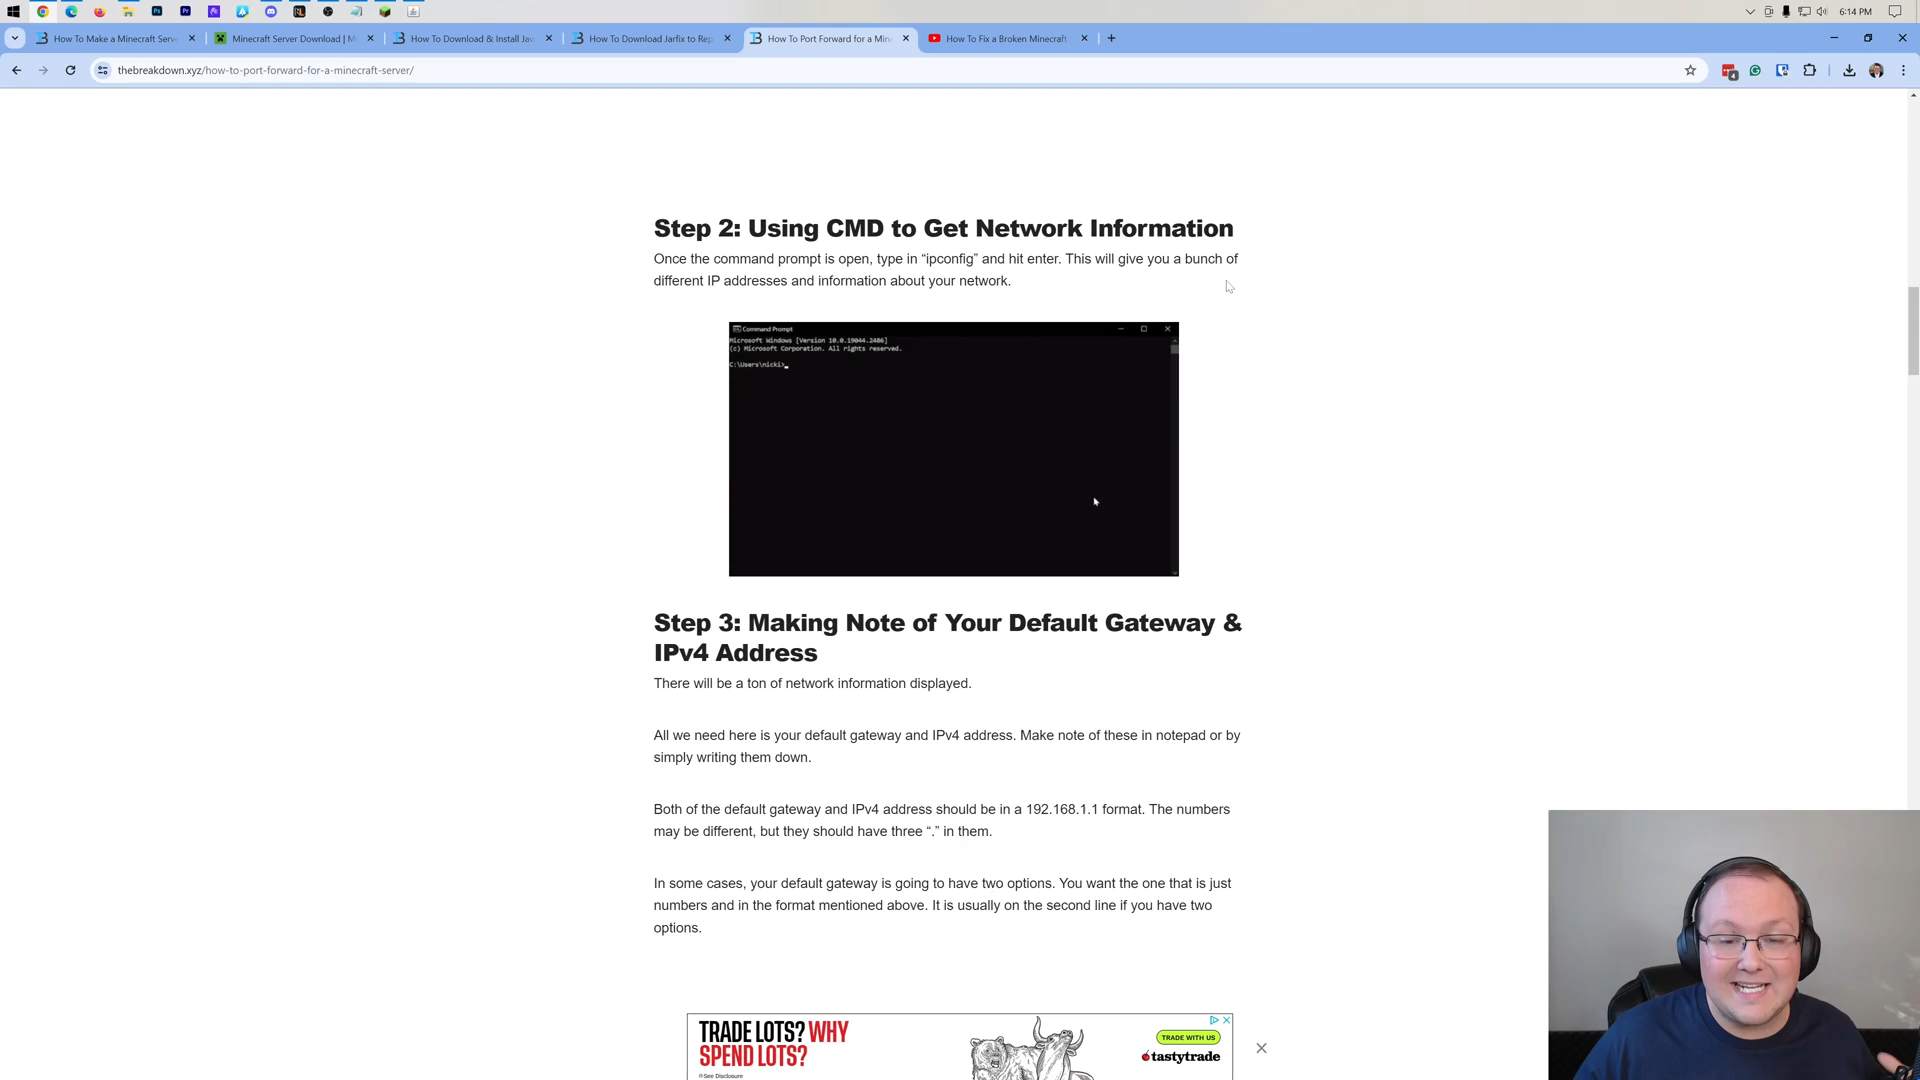 6:14 PM
How To Make a Minecraft Serve
Minecraft Server Download | M
How To Download & Install Jav
How To Download Jarfix to Rep
How To Port Forward for a Min
How To Fix a Broken Minecraft
thebreakdown.xyz/how-to-port-forward-for-a-minecraft-server/
Step 2: Using CMD to Get Network Information
Once the command prompt is open, type in “ipconfig” and hit enter. This will give you a bunch of
different IP addresses and information about your network.
Command Prompt
Microsoft Windows [Version 10.0.19044.2486]
(c) Microsoft Corporation. All rights reserved.
C:\Users\nicki>_
Step 3: Making Note of Your Default Gateway &
IPv4 Address
There will be a ton of network information displayed.
All we need here is your default gateway and IPv4 address. Make note of these in notepad or by
simply writing them down.
Both of the default gateway and IPv4 address should be in a 192.168.1.1 format. The numbers
may be different, but they should have three “.” in them.
In some cases, your default gateway is going to have two options. You want the one that is just
numbers and in the format mentioned above. It is usually on the second line if you have two
options.
TRADE LOTS? WHY
SPEND LOTS?
See Disclosure
TRADE WITH US
tastytrade